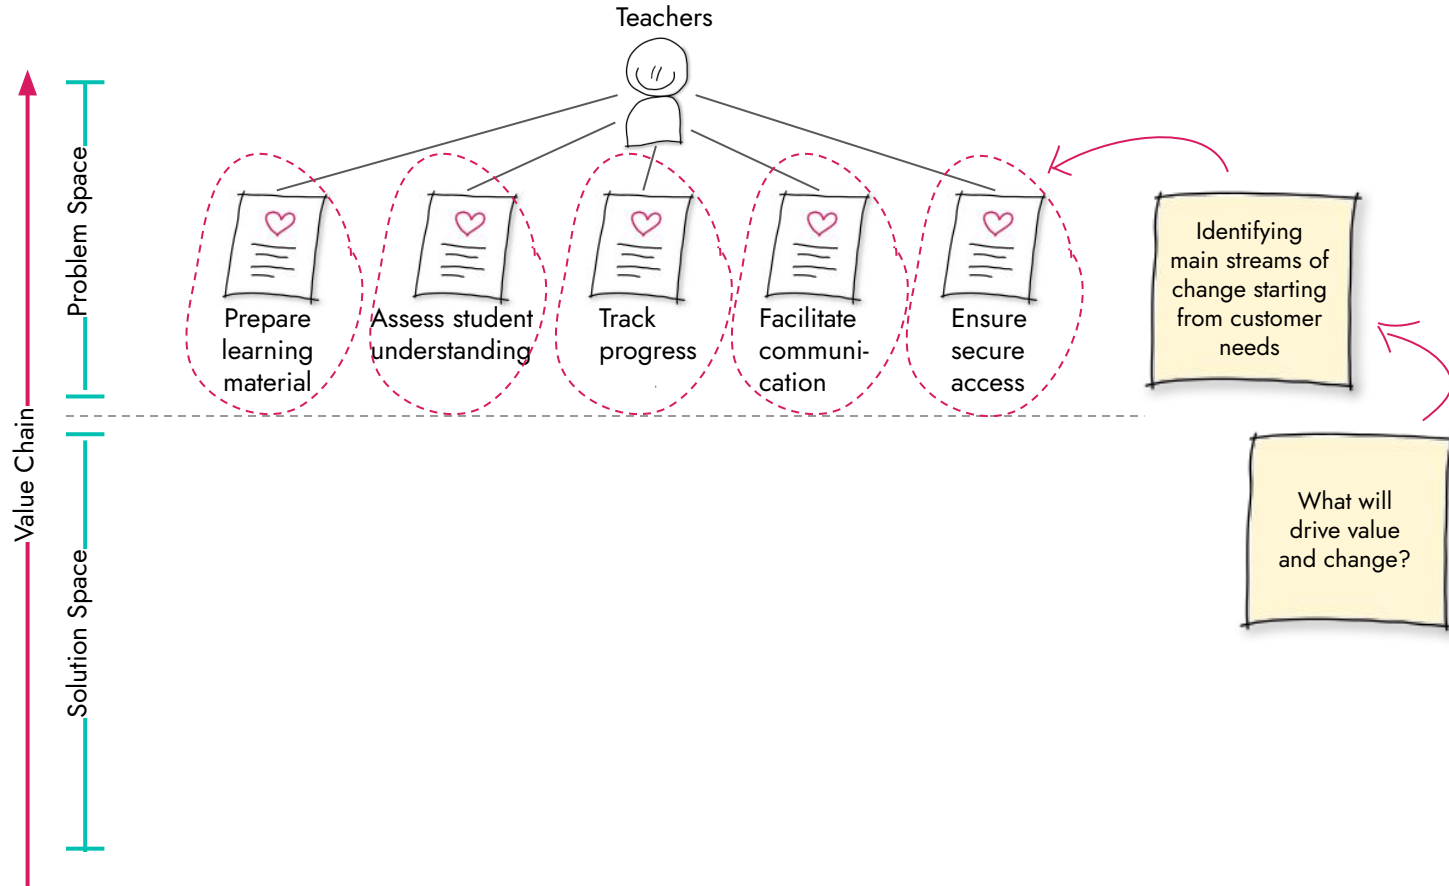 Teachers
Problem Space
Prepare
learning
material
Assess student
understanding
Track
progress
Facilitate
communi-
cation
Ensure
secure
access
Identifying
main streams of
change starting
from customer
needs
Value Chain
Solution Space
What will
drive value
and change?